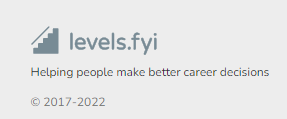 levels.fyi
Helping people make better career decisions
© 2017-2022